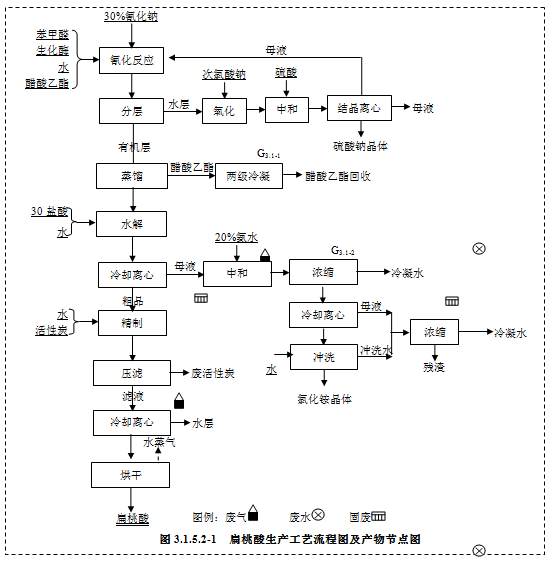 30%氰化钠
苯甲醛
生化酶
水
醋酸乙酯
氰化反应
母液
次氯酸钠
硫酸
分层
水层
氧化
中和
结晶离心
母液
硫酸钠晶体
有机层
G3.1-1
蒸馏
醋酸乙酯
两级冷凝
醋酸乙酯回收
30 盐酸
水
水解
20%氨水
G3.1-2
冷却离心
母液
中和
浓缩
冷凝水
粗品
水
活性炭
精制
冷却离心
母液
浓缩
冷凝水
压滤
废活性炭
水
冲洗
冲洗水
残渣
滤液
氯化铵晶体
冷却离心
水层
水蒸气
烘干
扁桃酸
图例：废气
废水
固废
图 3.1.5.2-1 扁桃酸生产工艺流程图及产物节点图